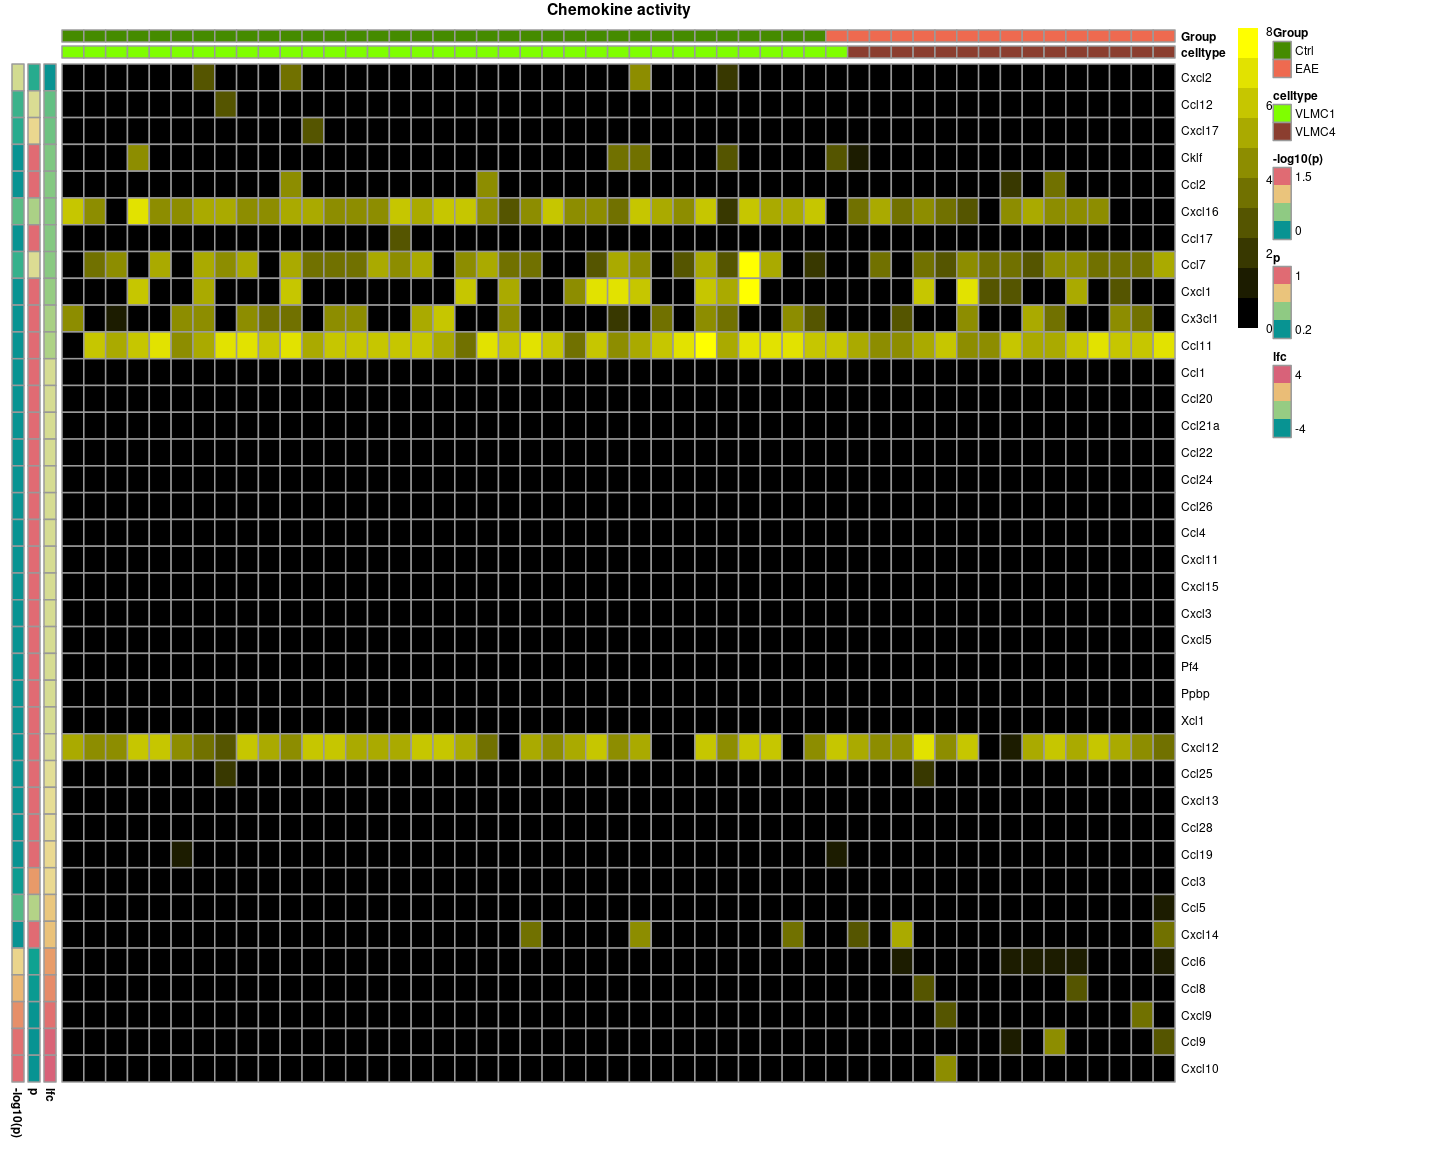 Chemokine activity
Group
celltype
Cxcl2
Ccl12
Cxcl17
Cklf
Ccl2
Cxcl16
Ccl17
Ccl7
Cxcl1
Cx3cl1
Ccl11
Ccl1
Ccl20
Ccl21a
Ccl22
Ccl24
Ccl26
Ccl4
Cxcl11
Cxcl15
Cxcl3
Cxcl5
Pf4
Ppbp
Xcl1
Cxcl12
Ccl25
Cxcl13
Ccl28
Ccl19
Ccl3
Ccl5
Cxcl14
Ccl6
Ccl8
Cxcl9
Ccl9
Cxcl10
-log10(p)
p
lfc
8
6
4
2
0
Group
Ctrl
EAE
celltype
VLMC1
VLMC4
-log10(p)
1.5
0
p
1
0.2
lfc
4
-4